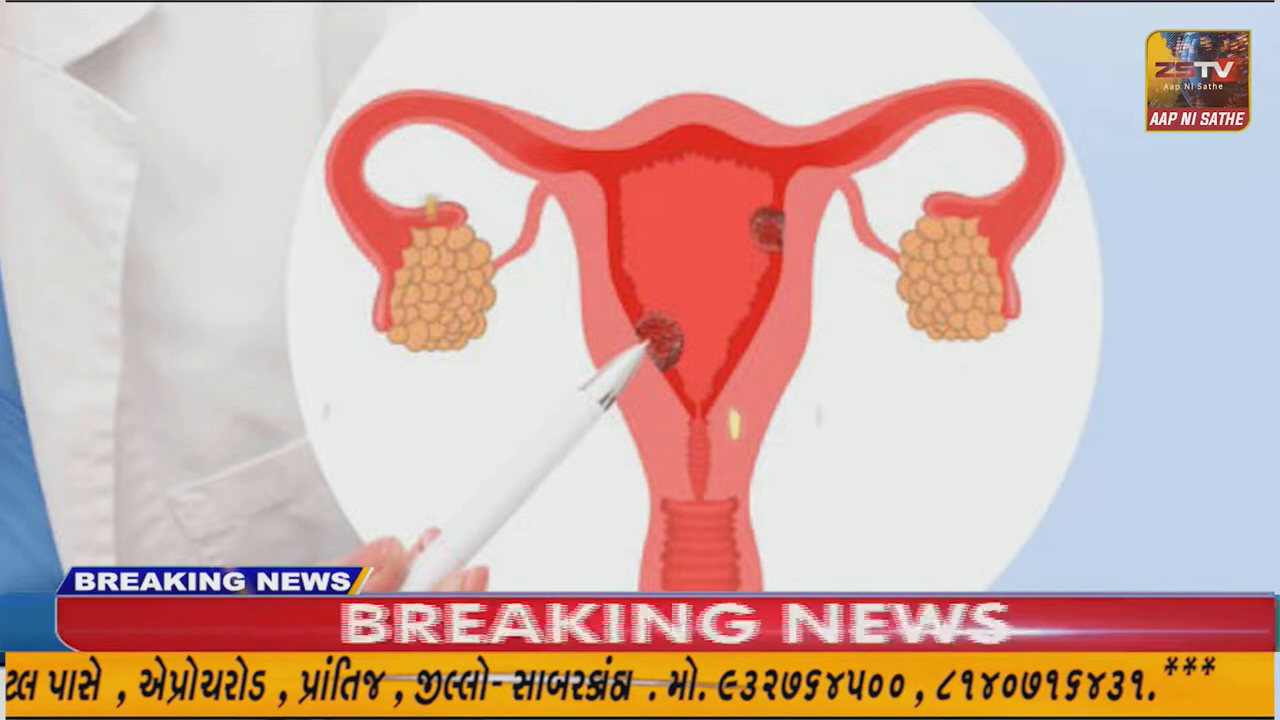 ZSTV
Aap Ni Sathe
AAP NI SATHE
BREAKING NEWS
BREAKING NEWS
પાસે , એપ્રોચરોડ , પ્રાંતિજ , જીલ્લો- સાબરકાંઠા . મો. ૯૩૨૭૬૪૫૦૦ , ૮૧૪૦૭૧૬૪૩૧. ***